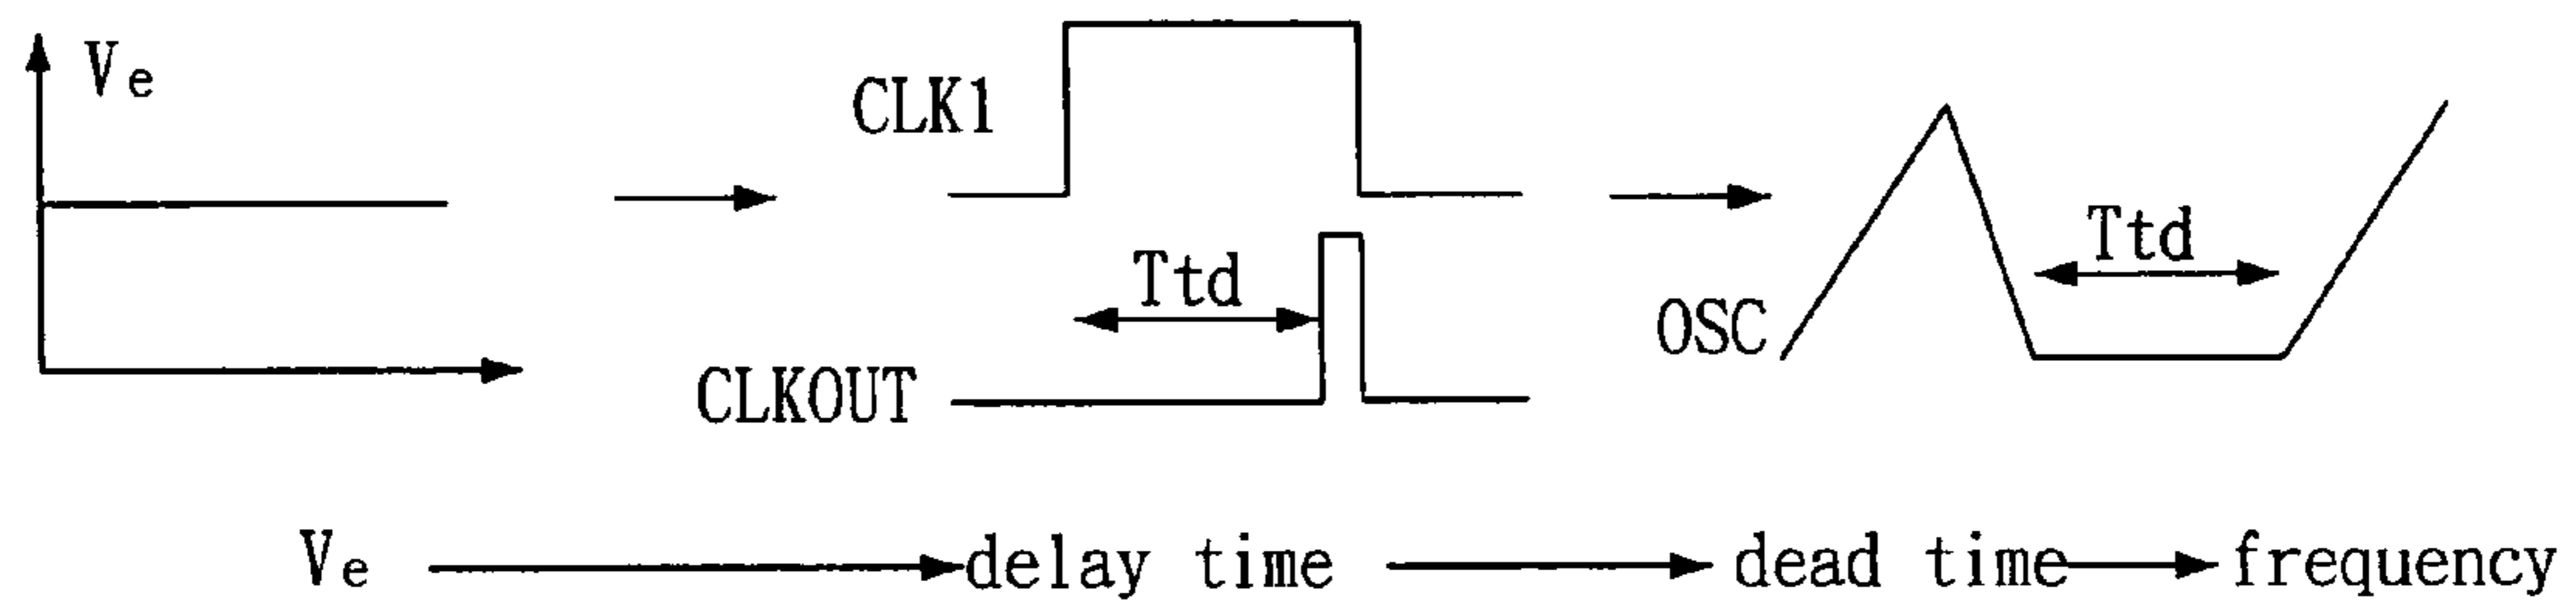 Ve
CLK1
Ttd
CLKOUT
Ttd
OSC
Ve delay time dead time frequency